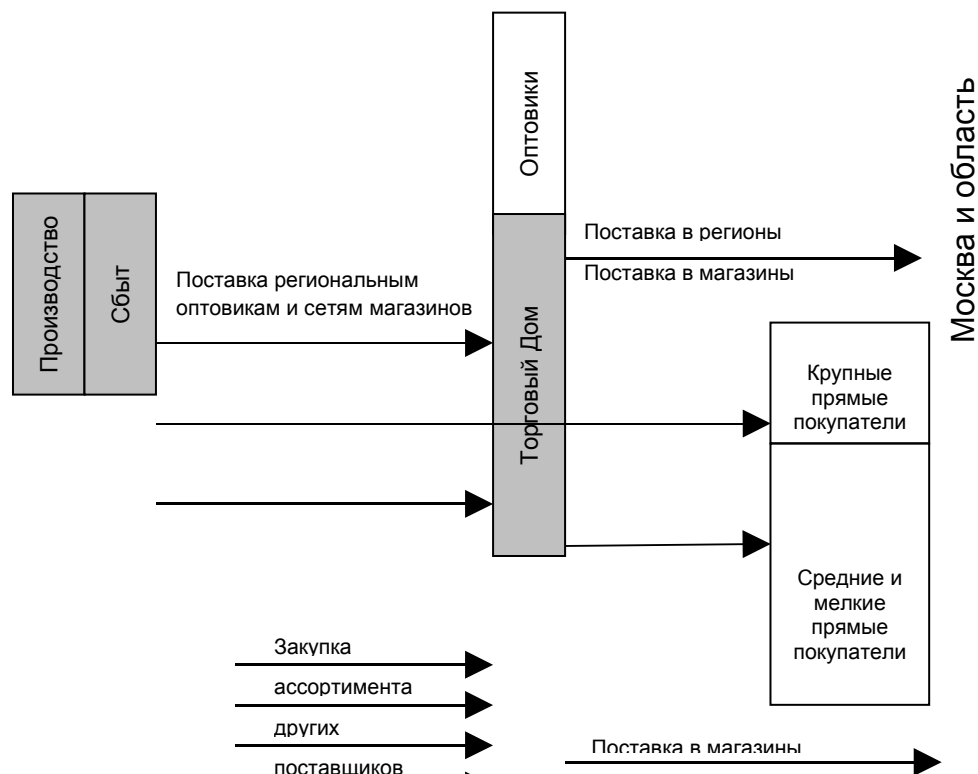 Оптовики
Москва и область
Производство
Сбыт
Поставка региональным
оптовикам и сетям магазинов
Торговый Дом
Поставка в регионы
Поставка в магазины
Крупные
прямые
покупатели
Средние и
мелкие
прямые
покупатели
Закупка
ассортимента
других
поставщиков
Поставка в магазины